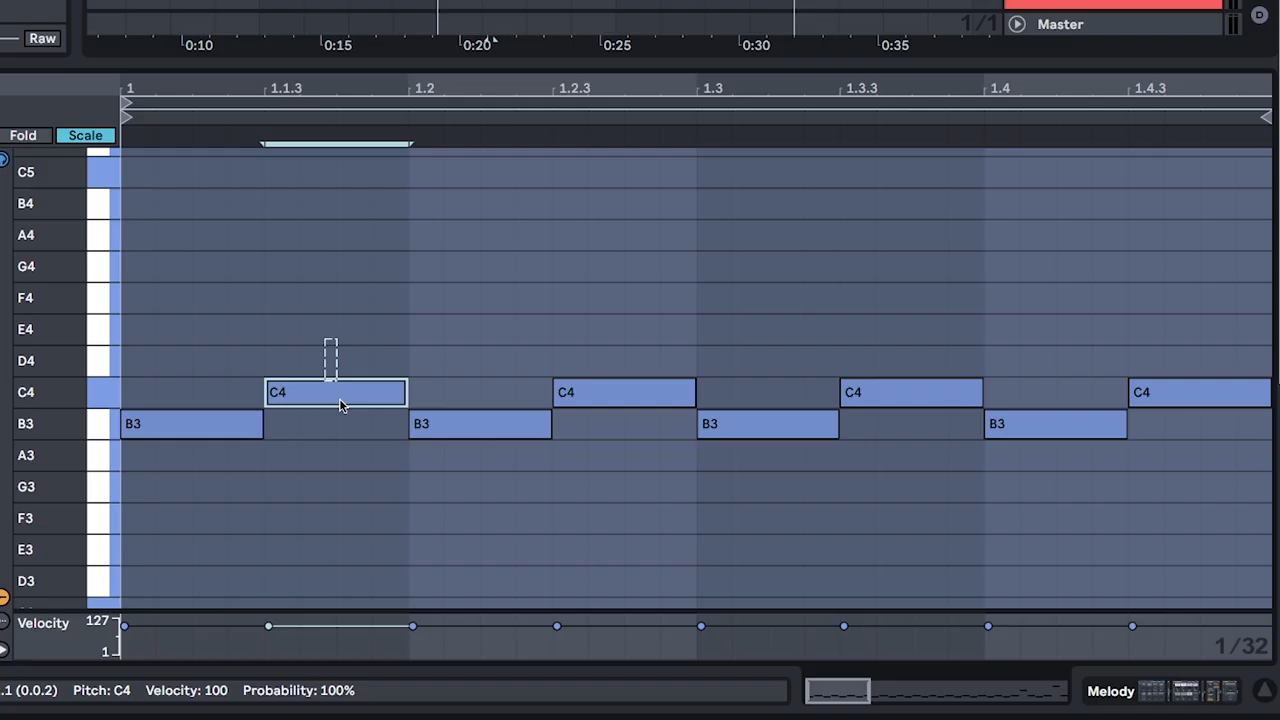 1/1
D
Raw
Master
0:10 0:15 0:20 0:25 0:30 0:35
1 1.1.3 1.2 1.2.3 1.3 1.3.3 1.4 1.4.3
Fold Scale
C5
B4
A4
G4
F4
E4
D4
C4 C4 C4 C4 C4
B3 B3 B3 B3 B3
A3
G3
F3
E3
D3
Velocity 127
1
1/32
.1 (0.0.2) Pitch: C4 Velocity: 100 Probability: 100%
Melody